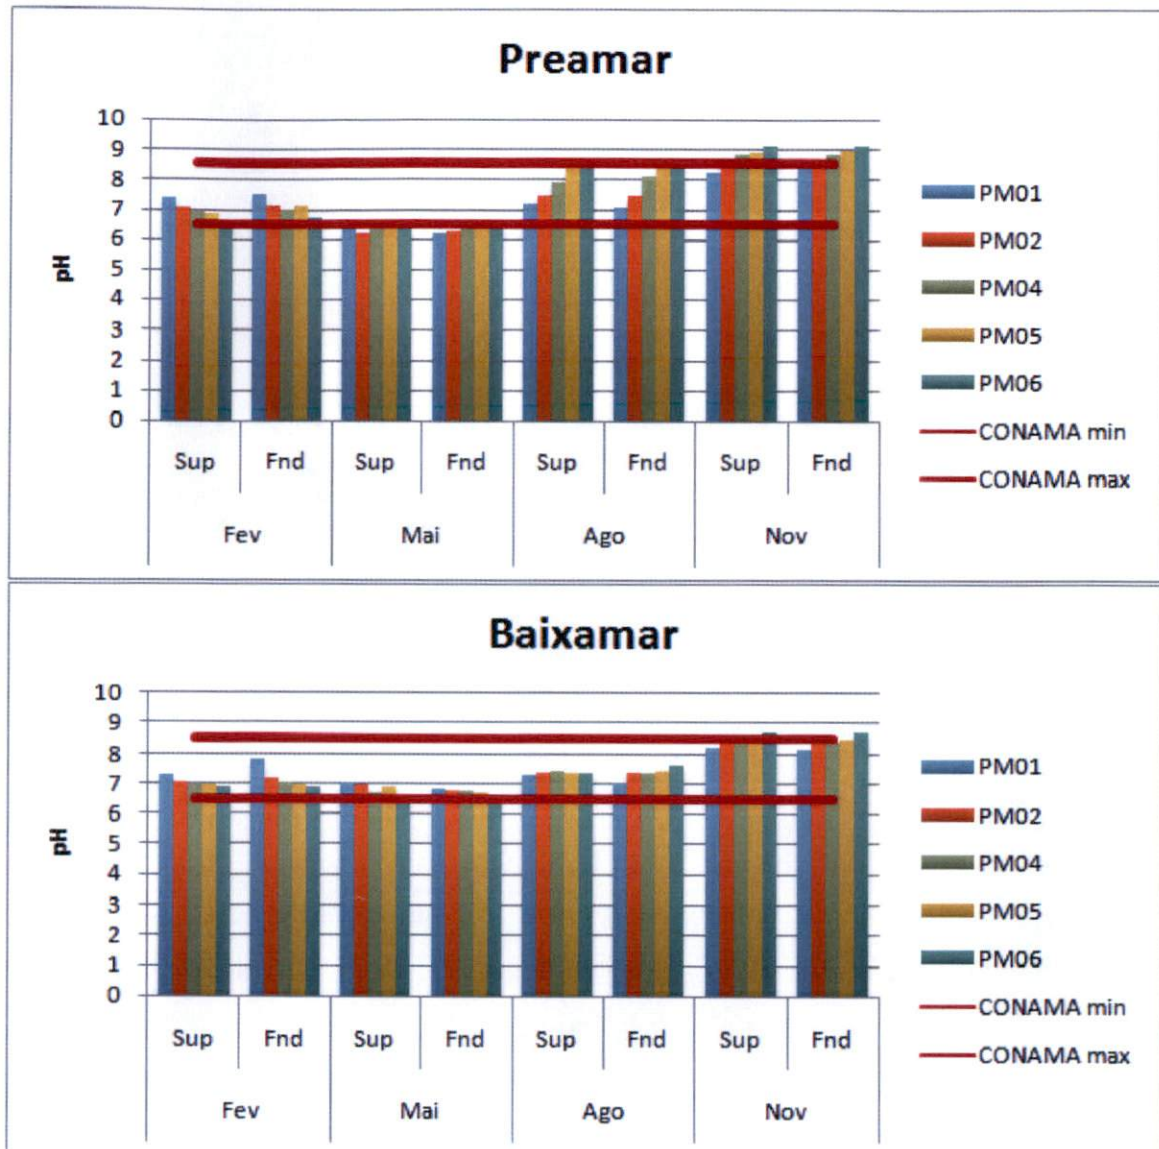 Preamar
10
9
8
7
6
5
4
3
2
1
0
pH
Sup Fnd Sup Fnd Sup Fnd Sup Fnd
Fev Mai Ago Nov
PM01
PM02
PM04
PM05
PM06
CONAMA min
CONAMA max
Baixamar
10
9
8
7
6
5
4
3
2
1
0
pH
Sup Fnd Sup Fnd Sup Fnd Sup Fnd
Fev Mai Ago Nov
PM01
PM02
PM04
PM05
PM06
CONAMA min
CONAMA max